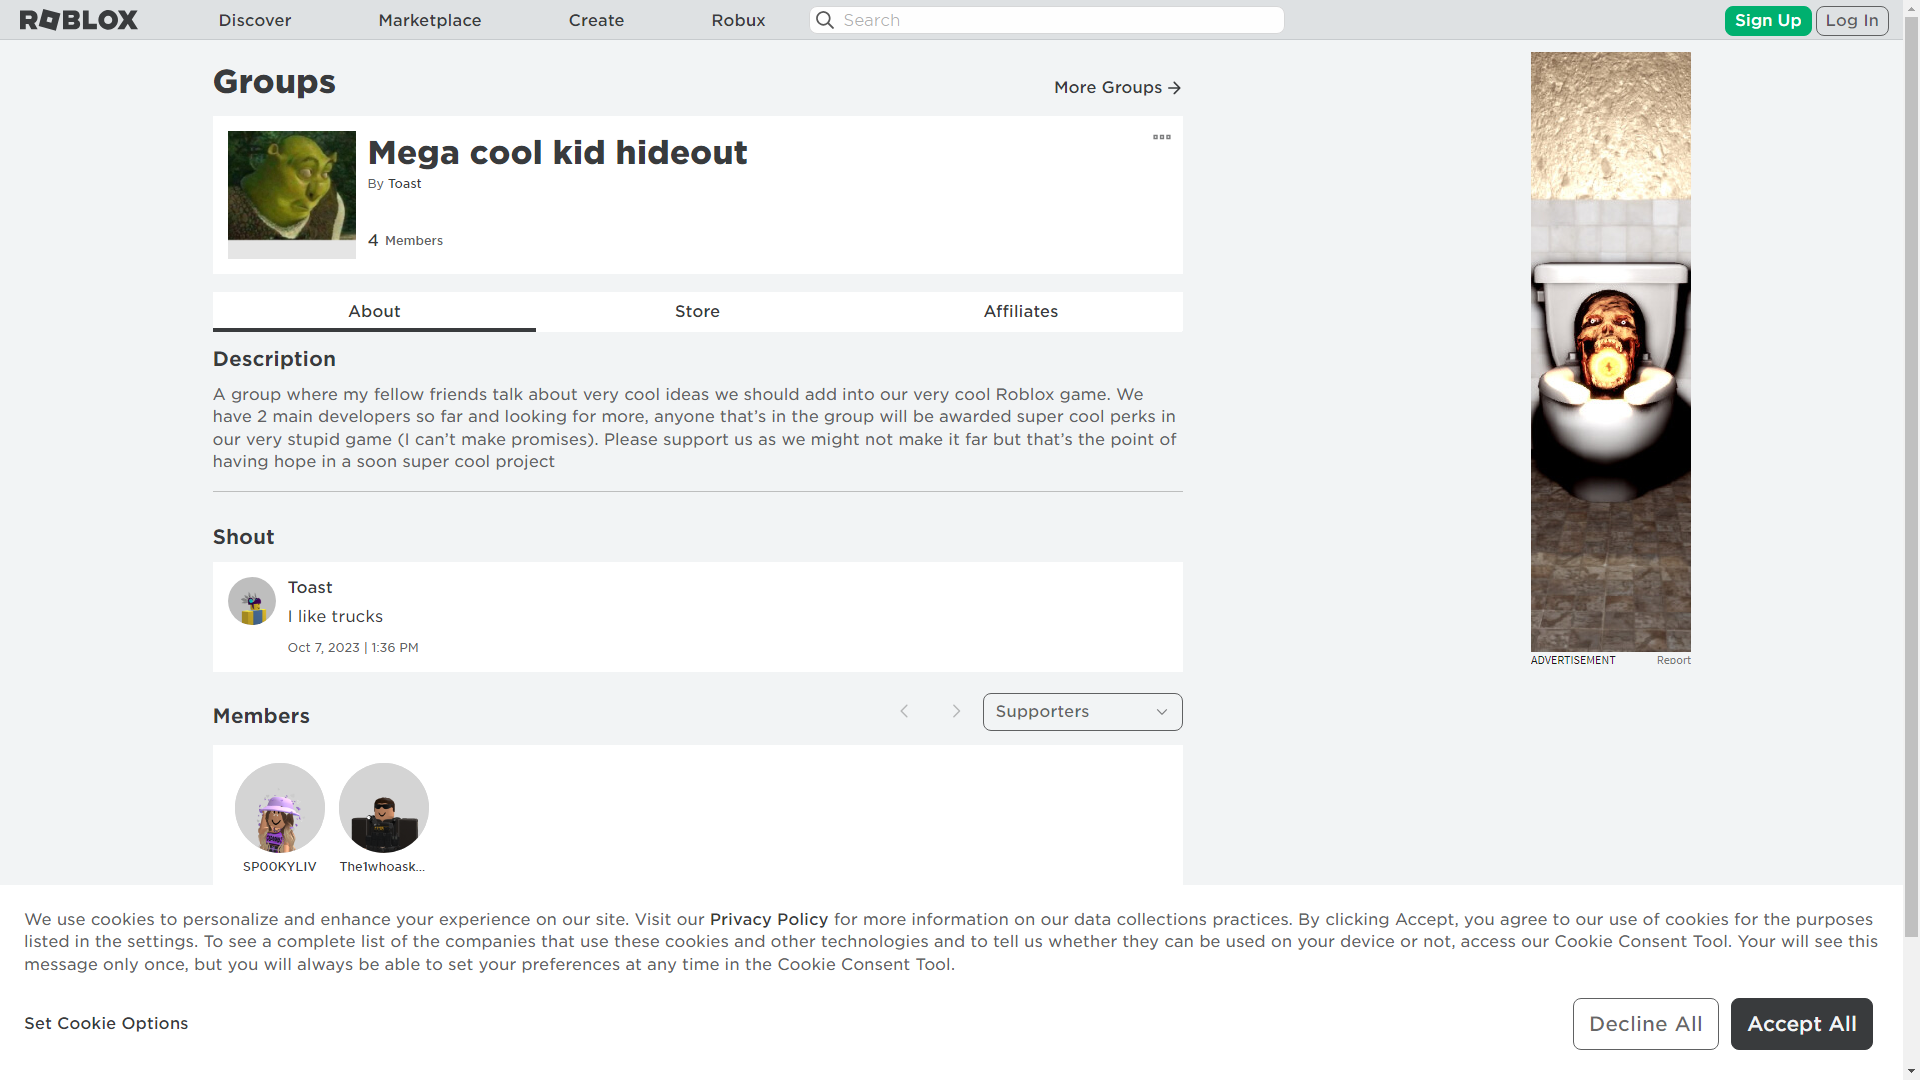 ROBLOX
Discover
Marketplace
Create
Robux
Search
Sign Up
Log In
Groups
More Groups
Mega cool kid hideout
By Toast
4 Members
About
Store
Affiliates
Description
A group where my fellow friends talk about very cool ideas we should add into our very cool Roblox game. We
have 2 main developers so far and looking for more, anyone that’s in the group will be awarded super cool perks in
our very stupid game (I can’t make promises). Please support us as we might not make it far but that’s the point of
having hope in a soon super cool project
Shout
Toast
I like trucks
Oct 7, 2023 | 1:36 PM
ADVERTISEMENT
Report
Members
Supporters
SP00KYLIV
The1whoask...
We use cookies to personalize and enhance your experience on our site. Visit our Privacy Policy for more information on our data collections practices. By clicking Accept, you agree to our use of cookies for the purposes
listed in the settings. To see a complete list of the companies that use these cookies and other technologies and to tell us whether they can be used on your device or not, access our Cookie Consent Tool. Your will see this
message only once, but you will always be able to set your preferences at any time in the Cookie Consent Tool.
Set Cookie Options
Decline All
Accept All